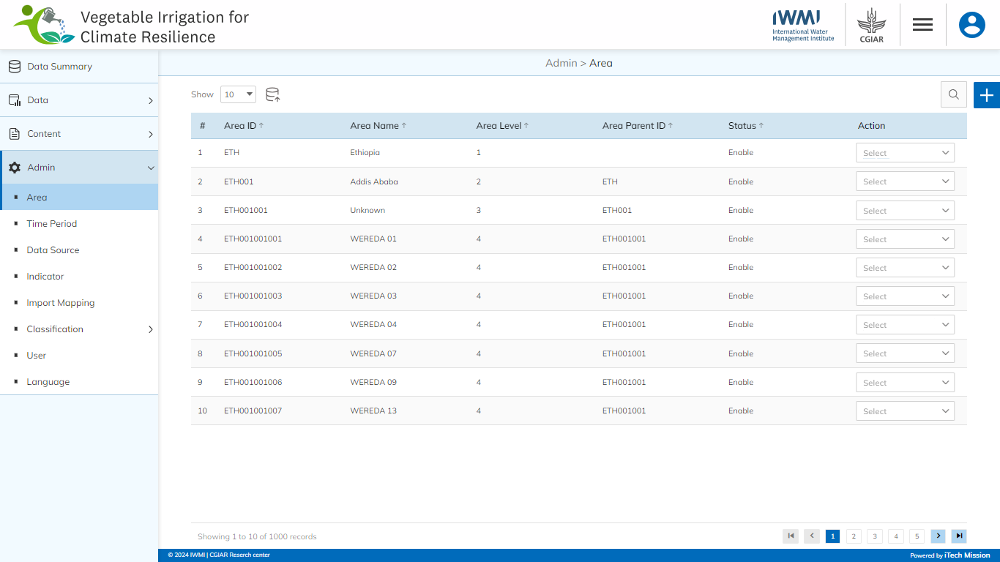 Vegetable Irrigation for
Climate Resilience
IWMI
International Water
Management Institute
CGIAR
Data Summary
Data
Content
Admin
Area
Time Period
Data Source
Indicator
Import Mapping
Classification
User
Language
Admin > Area
Show 10
# Area ID ↑ Area Name ↑ Area Level ↑ Area Parent ID ↑ Status ↑ Action
1 ETH Ethiopia 1 Enable Select
2 ETH001 Addis Ababa 2 ETH Enable Select
3 ETH001001 Unknown 3 ETH001 Enable Select
4 ETH001001001 WEREDA 01 4 ETH001001 Enable Select
5 ETH001001002 WEREDA 02 4 ETH001001 Enable Select
6 ETH001001003 WEREDA 03 4 ETH001001 Enable Select
7 ETH001001004 WEREDA 04 4 ETH001001 Enable Select
8 ETH001001005 WEREDA 07 4 ETH001001 Enable Select
9 ETH001001006 WEREDA 09 4 ETH001001 Enable Select
10 ETH001001007 WEREDA 13 4 ETH001001 Enable Select
Showing 1 to 10 of 1000 records
1 2 3 4 5
© 2024 IWMI | CGIAR Reserch center
Powered by iTech Mission